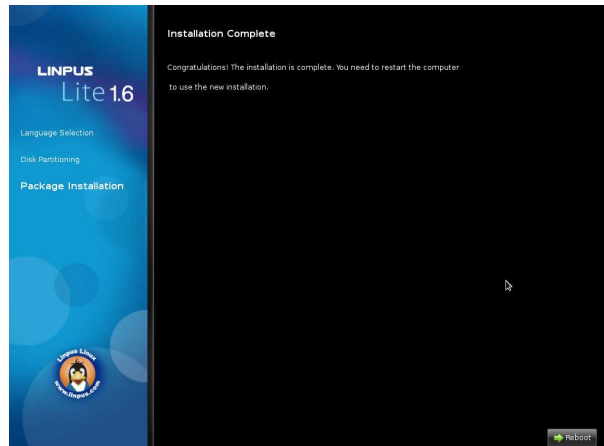 LINPUS
Lite 1.6
Language Selection
Disk Partitioning
Package Installation
Linpus Linux
www.linpus.com
Installation Complete
Congratulations! The installation is complete. You need to restart the computer
to use the new installation.
Reboot